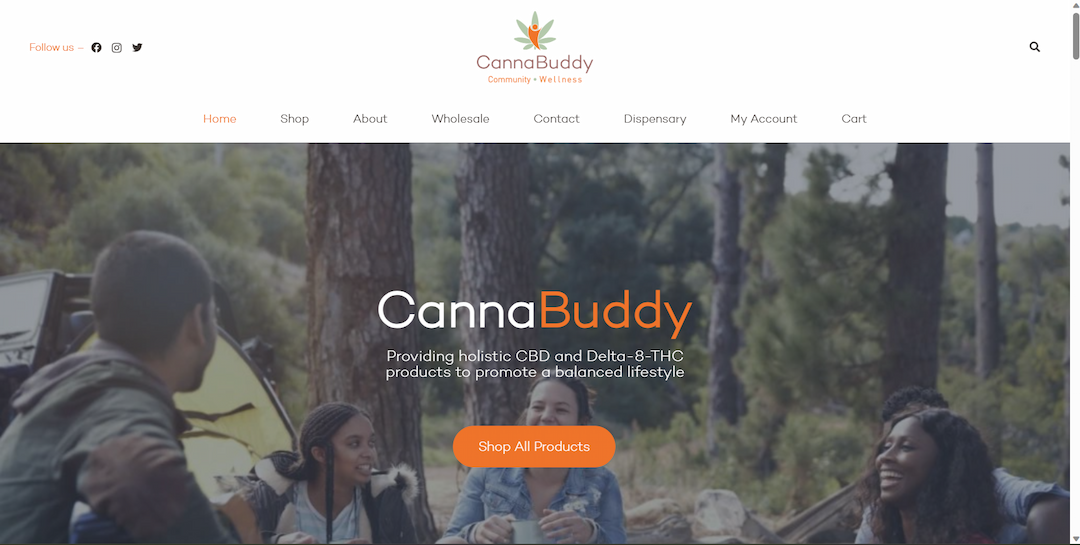 Follow us –
CannaBuddy
Community + Wellness
Home Shop About Wholesale Contact Dispensary My Account Cart
CannaBuddy
Providing holistic CBD and Delta-8-THC
products to promote a balanced lifestyle
Shop All Products